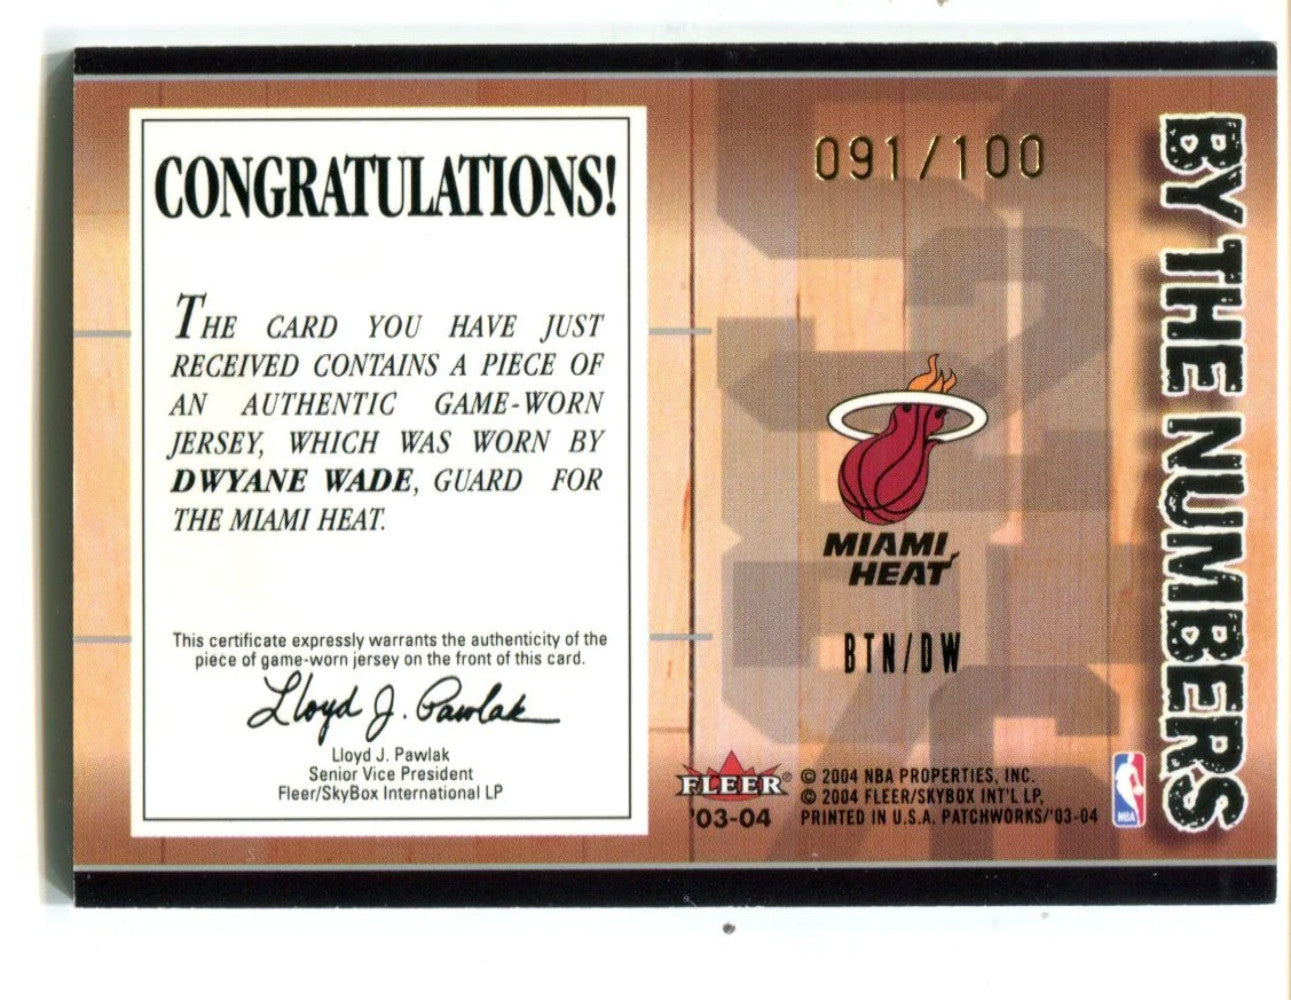 CONGRATULATIONS!
THE CARD YOU HAVE JUST
RECEIVED CONTAINS A PIECE OF
AN AUTHENTIC GAME-WORN
JERSEY, WHICH WAS WORN BY
DWYANE WADE, GUARD FOR
THE MIAMI HEAT.
This certificate expressly warrants the authenticity of the
piece of game-worn jersey on the front of this card.
Lloyd J. Pawlak
Lloyd J. Pawlak
Senior Vice President
Fleer/SkyBox International LP
091/100
MIAMI
HEAT
BTN/DW
FLEER®
'03-04
© 2004 NBA PROPERTIES, INC.
© 2004 FLEER/SKYBOX INT'L LP,
PRINTED IN U.S.A. PATCHWORKS/'03-04
NBA
BY THE NUMBERS